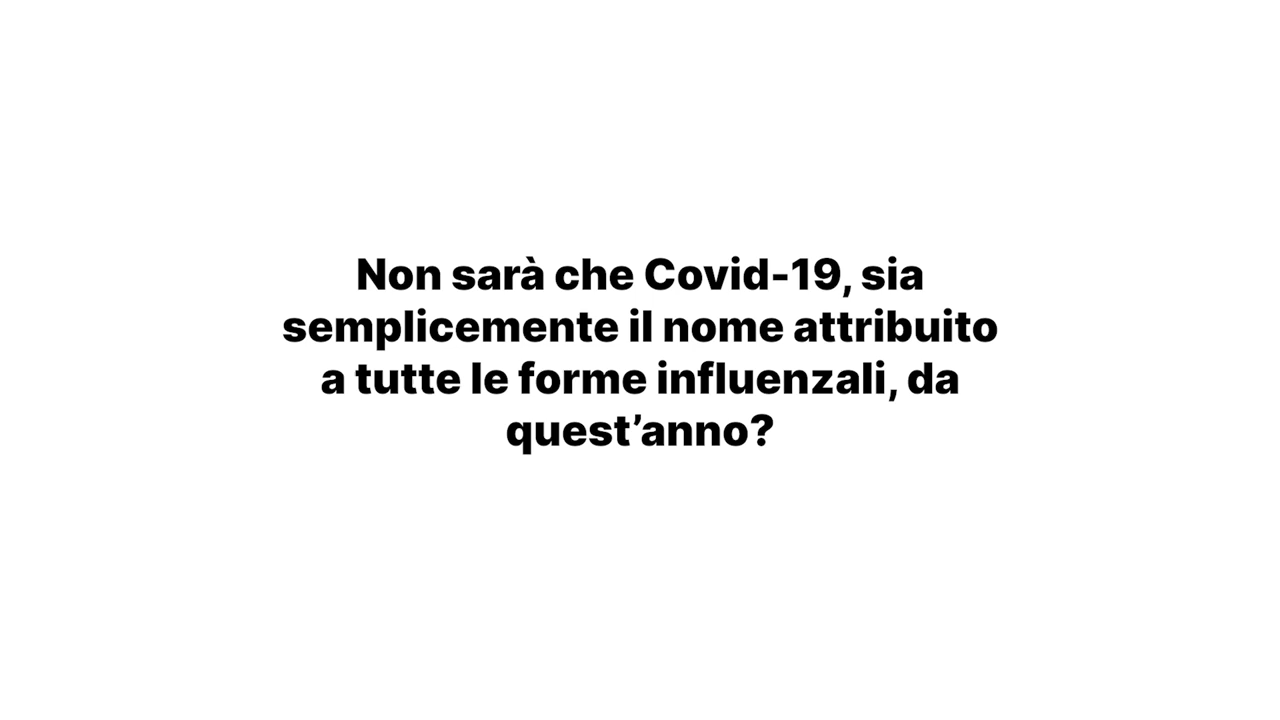 Non sarà che Covid-19, sia
semplicemente il nome attribuito
a tutte le forme influenzali, da
quest’anno?